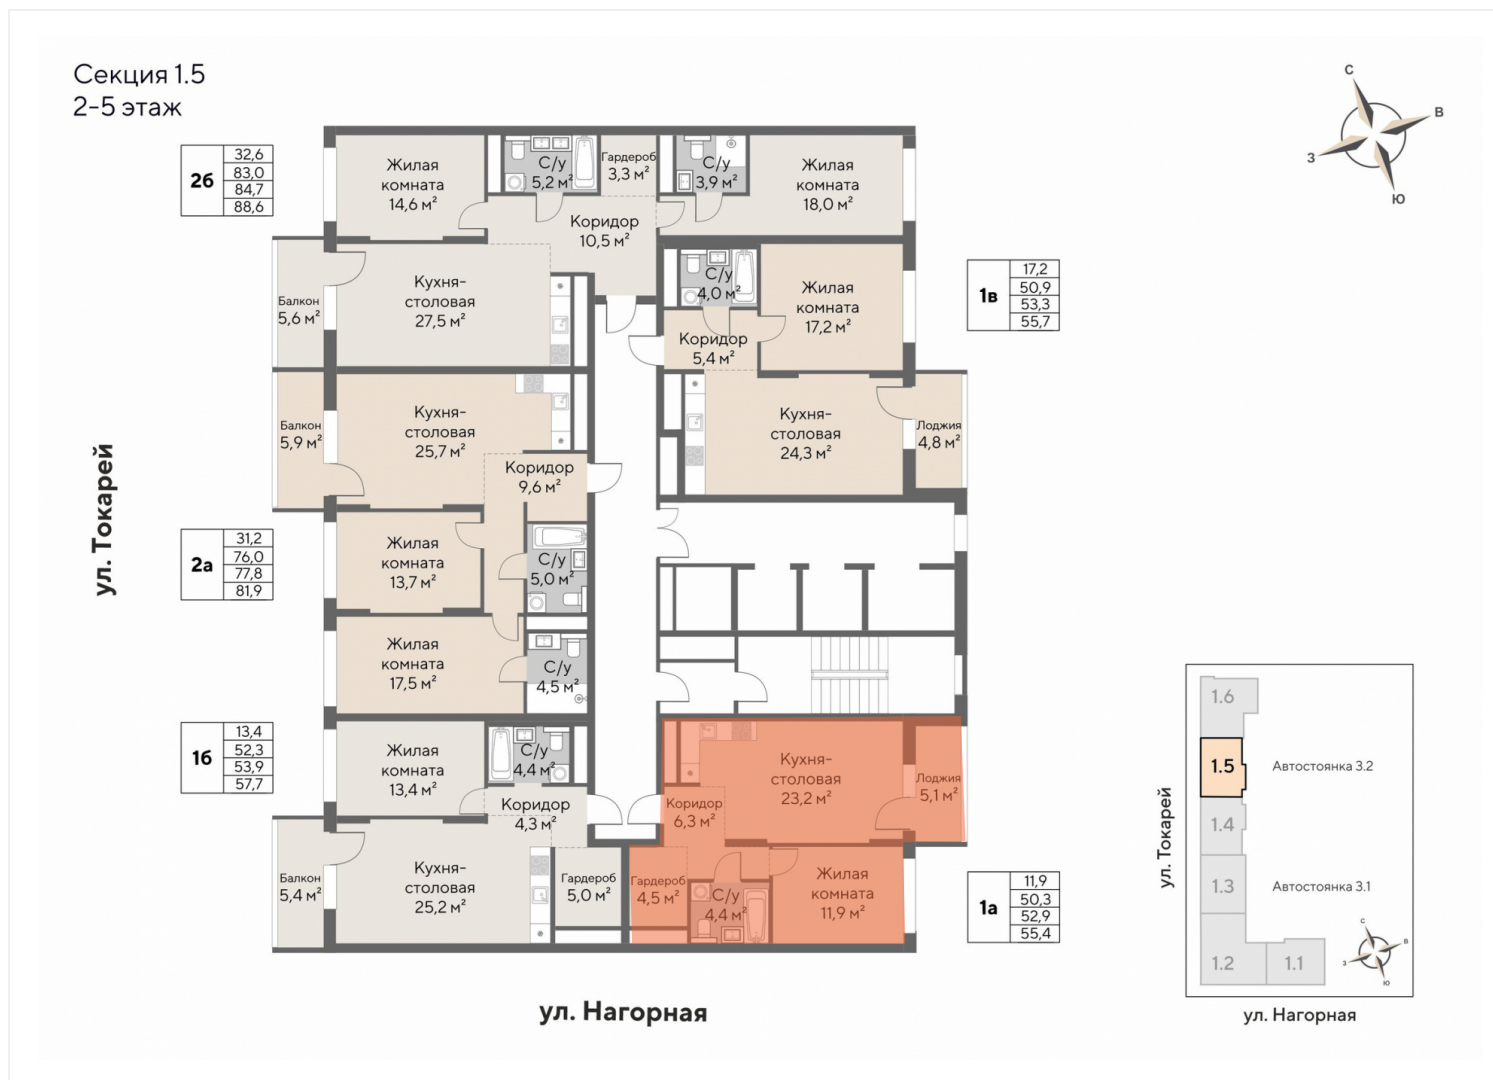 Секция 1.5
2-5 этаж
С
В
З
Ю
2б
32,6
83,0
84,7
88,6
Жилая
комната
14,6 м²
С/у
5,2 м²
Гардероб
3,3 м²
С/у
3,9 м²
Жилая
комната
18,0 м²
Коридор
10,5 м²
Балкон
5,6 м²
Кухня-
столовая
27,5 м²
С/у
4,0 м²
Жилая
комната
17,2 м²
Коридор
5,4 м²
1в
17,2
50,9
53,3
55,7
Балкон
5,9 м²
Кухня-
столовая
25,7 м²
Коридор
9,6 м²
Кухня-
столовая
24,3 м²
Лоджия
4,8 м²
ул. Токарей
2а
31,2
76,0
77,8
81,9
Жилая
комната
13,7 м²
С/у
5,0 м²
Жилая
комната
17,5 м²
С/у
4,5 м²
1б
13,4
52,3
53,9
57,7
Жилая
комната
13,4 м²
С/у
4,4 м²
Коридор
4,3 м²
Балкон
5,4 м²
Кухня-
столовая
25,2 м²
Гардероб
5,0 м²
Кухня-
столовая
23,2 м²
Лоджия
5,1 м²
Коридор
6,3 м²
Гардероб
4,5 м²
С/у
4,4 м²
Жилая
комната
11,9 м²
1а
11,9
50,3
52,9
55,4
ул. Нагорная
1.6
1.5
Автостоянка 3.2
1.4
1.3
Автостоянка 3.1
1.2
1.1
С
В
З
Ю
ул. Токарей
ул. Нагорная